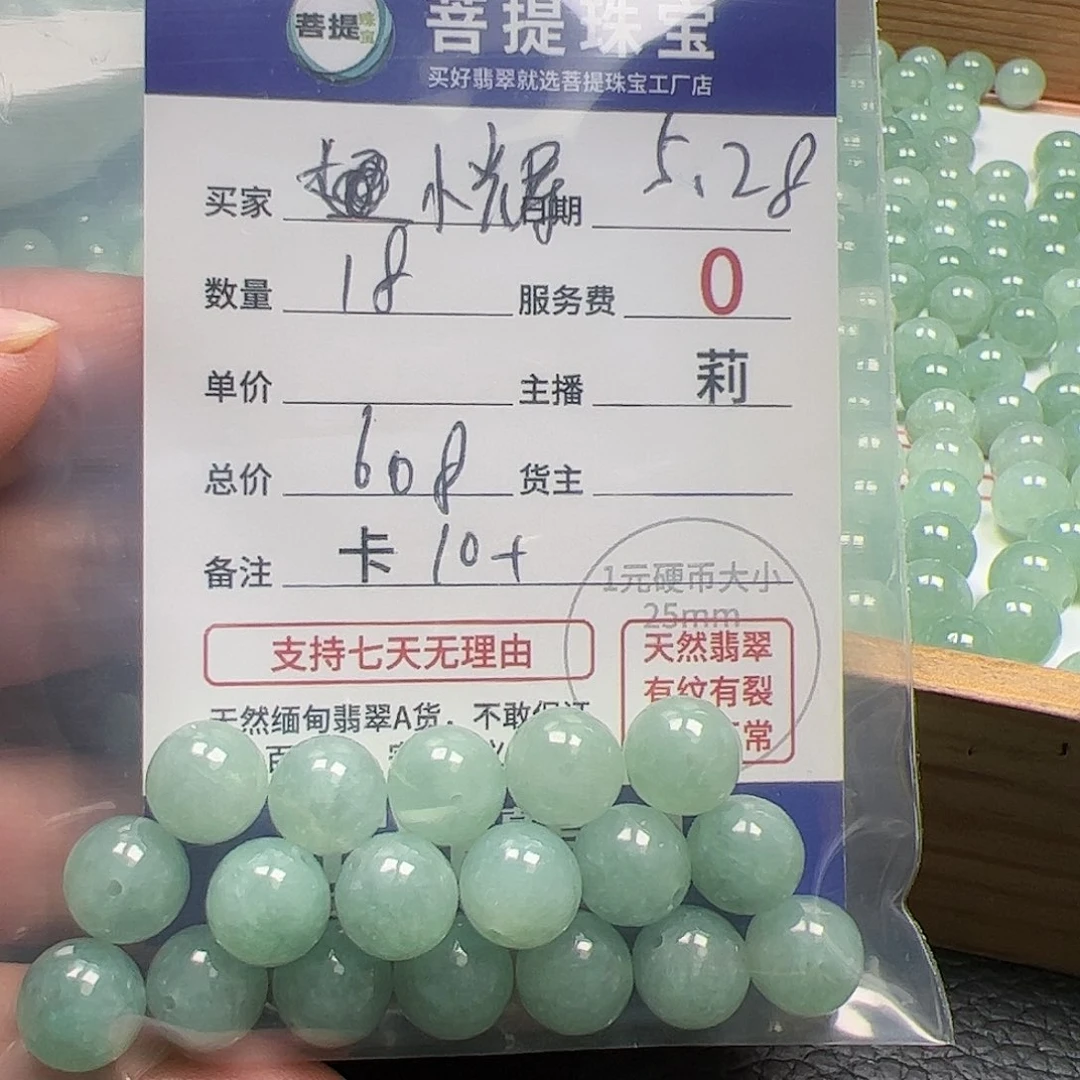 菩提珠宝
菩提珠宝
买好翡翠就选菩提珠宝工厂店
买家 小光 日期 5.28
数量 18 服务费 0
单价 主播 莉
总价 608 货主
备注 卡 10+
1元硬币大小
25mm
支持七天无理由
天然翡翠
有纹有裂
常
天然缅甸翡翠A货，不敢保证
百